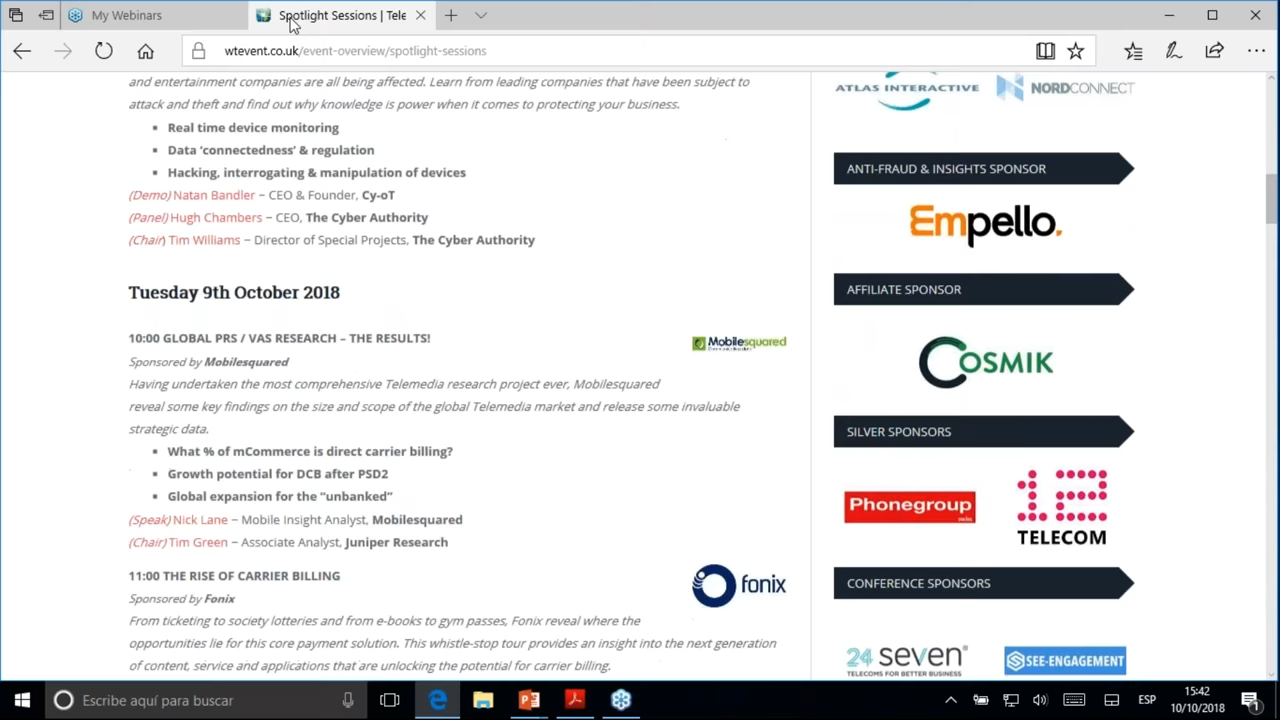 My Webinars
Spotlight Sessions | Tele
wtevent.co.uk/event-overview/spotlight-sessions
and entertainment companies are all being affected. Learn from leading companies that have been subject to
attack and theft and find out why knowledge is power when it comes to protecting your business.
Real time device monitoring
Data ‘connectedness’ & regulation
Hacking, interrogating & manipulation of devices
(Demo) Natan Bandler – CEO & Founder, Cy-oT
(Panel) Hugh Chambers – CEO, The Cyber Authority
(Chair) Tim Williams – Director of Special Projects, The Cyber Authority
Tuesday 9th October 2018
10:00 GLOBAL PRS / VAS RESEARCH – THE RESULTS!
Mobilesquared
Sponsored by Mobilesquared
Having undertaken the most comprehensive Telemedia research project ever, Mobilesquared
reveal some key findings on the size and scope of the global Telemedia market and release some invaluable
strategic data.
What % of mCommerce is direct carrier billing?
Growth potential for DCB after PSD2
Global expansion for the “unbanked”
(Speak) Nick Lane – Mobile Insight Analyst, Mobilesquared
(Chair) Tim Green – Associate Analyst, Juniper Research
11:00 THE RISE OF CARRIER BILLING
fonix
Sponsored by Fonix
From ticketing to society lotteries and from e-books to gym passes, Fonix reveal where the
opportunities lie for this core payment solution. This whistle-stop tour provides an insight into the next generation
of content, service and applications that are unlocking the potential for carrier billing.
ATLAS INTERACTIVE
NORDCONNECT
ANTI-FRAUD & INSIGHTS SPONSOR
Empello.
AFFILIATE SPONSOR
COSMIK
SILVER SPONSORS
Phonegroup
12
TELECOM
CONFERENCE SPONSORS
24 seven
TELECOMS FOR BETTER BUSINESS
SEE-ENGAGEMENT
Escribe aquí para buscar
ESP
15:42
10/10/2018
1